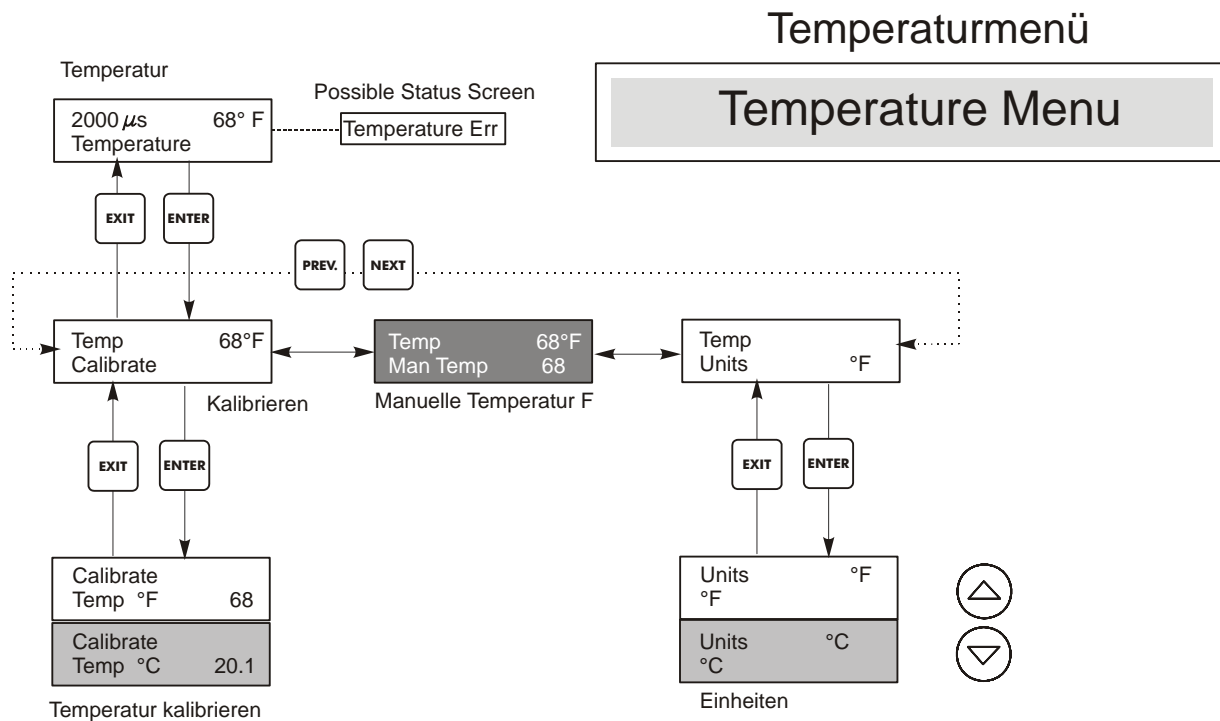 Temperaturmenü
Temperature Menu
Temperatur
2000 µs 68° F
Temperature
Possible Status Screen
Temperature Err
EXIT
ENTER
PREV.
NEXT
Temp 68°F
Calibrate
Kalibrieren
Temp 68°F
Man Temp 68
Manuelle Temperatur F
Temp
Units °F
EXIT
ENTER
EXIT
ENTER
Calibrate
Temp °F 68
Calibrate
Temp °C 20.1
Temperatur kalibrieren
Units °F
°F
Units °C
°C
Einheiten